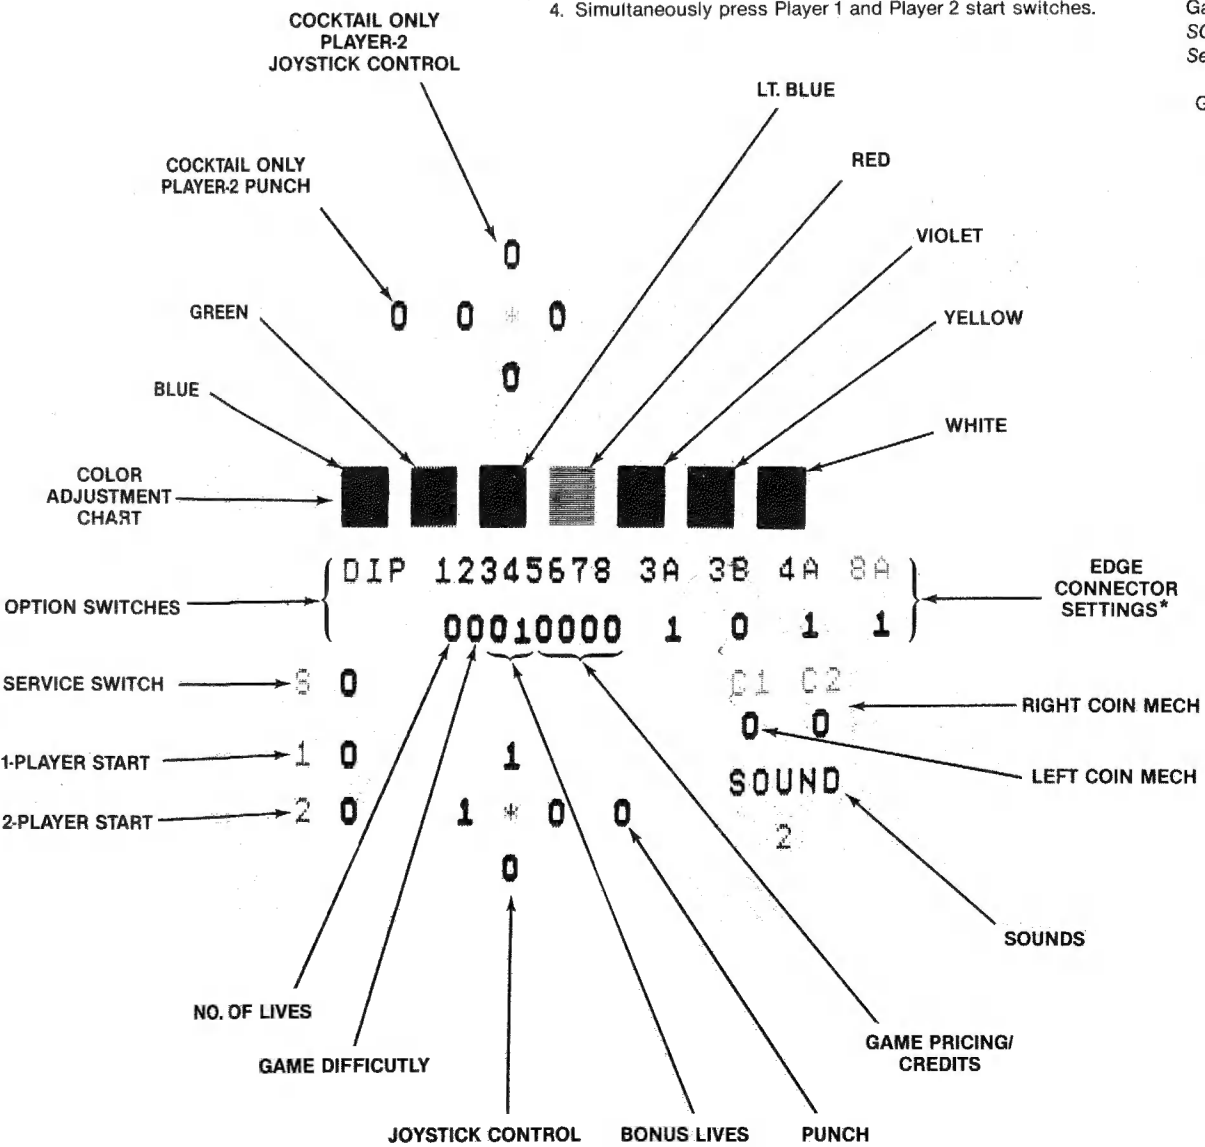 4. Simultaneously press Player 1 and Player 2 start switches.
COCKTAIL ONLY
PLAYER-2
JOYSTICK CONTROL
LT. BLUE
RED
COCKTAIL ONLY
PLAYER-2 PUNCH
VIOLET
0
GREEN
0 0 * 0
YELLOW
0
BLUE
WHITE
COLOR
ADJUSTMENT
CHART
DIP 12345678 3A 3B 4A 8A
EDGE
CONNECTOR
SETTINGS*
OPTION SWITCHES
00010000 1 0 1 1
SERVICE SWITCH
S 0
C1 C2
RIGHT COIN MECH
0 0
1-PLAYER START
1 0
1
LEFT COIN MECH
SOUND
2-PLAYER START
2 0
1 * 0 0
2
0
SOUNDS
NO. OF LIVES
GAME DIFFICUTLY
GAME PRICING/
CREDITS
JOYSTICK CONTROL
BONUS LIVES
PUNCH